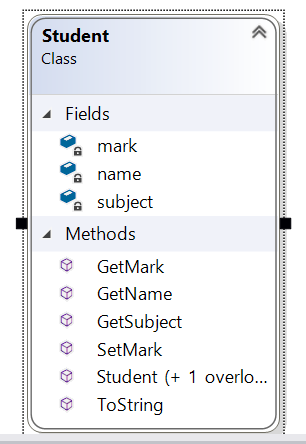 Student
Class
Fields
mark
name
subject
Methods
GetMark
GetName
GetSubject
SetMark
Student (+ 1 overlo...
ToString